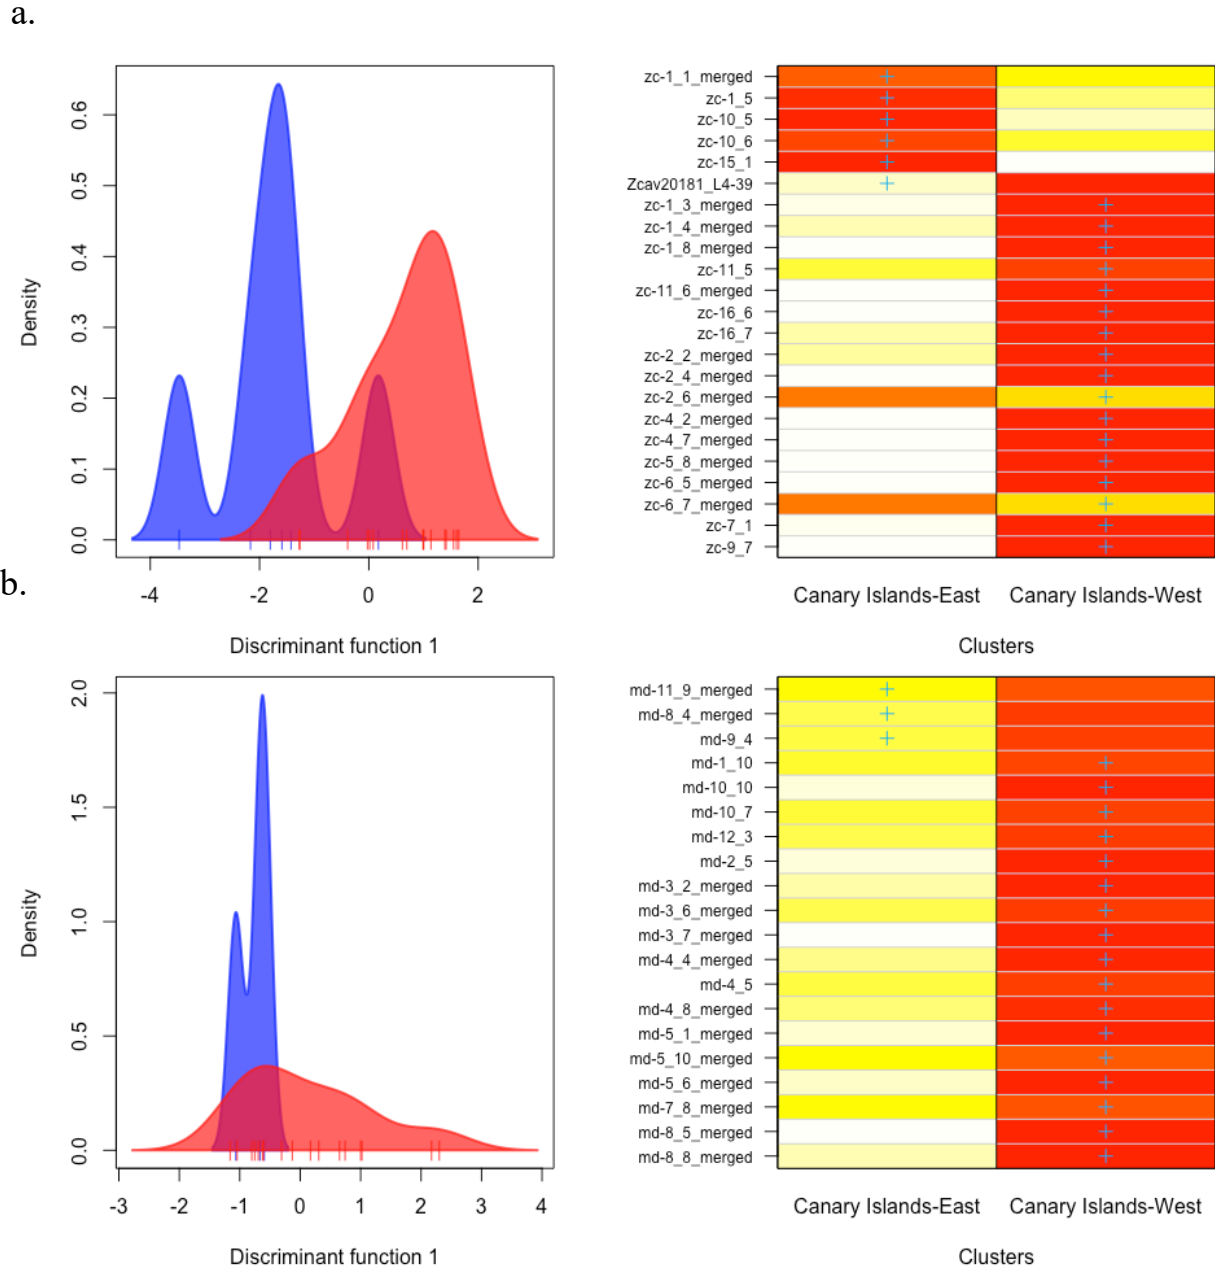 a.
0.0 0.1 0.2 0.3 0.4 0.5 0.6
Density
-4 -2 0 2
Discriminant function 1
zc-1_1_merged
zc-1_5
zc-10_5
zc-10_6
zc-15_1
Zcav20181_L4-39
zc-1_3_merged
zc-1_4_merged
zc-1_8_merged
zc-11_5
zc-11_6_merged
zc-16_6
zc-16_7
zc-2_2_merged
zc-2_4_merged
zc-2_6_merged
zc-4_2_merged
zc-4_7_merged
zc-5_8_merged
zc-6_5_merged
zc-6_7_merged
zc-7_1
zc-9_7
Canary Islands-East Canary Islands-West
Clusters
b.
0.0 0.5 1.0 1.5 2.0
Density
-3 -2 -1 0 1 2 3 4
Discriminant function 1
md-11_9_merged
md-8_4_merged
md-9_4
md-1_10
md-10_10
md-10_7
md-12_3
md-2_5
md-3_2_merged
md-3_6_merged
md-3_7_merged
md-4_4_merged
md-4_5
md-4_8_merged
md-5_1_merged
md-5_10_merged
md-5_6_merged
md-7_8_merged
md-8_5_merged
md-8_8_merged
Canary Islands-East Canary Islands-West
Clusters